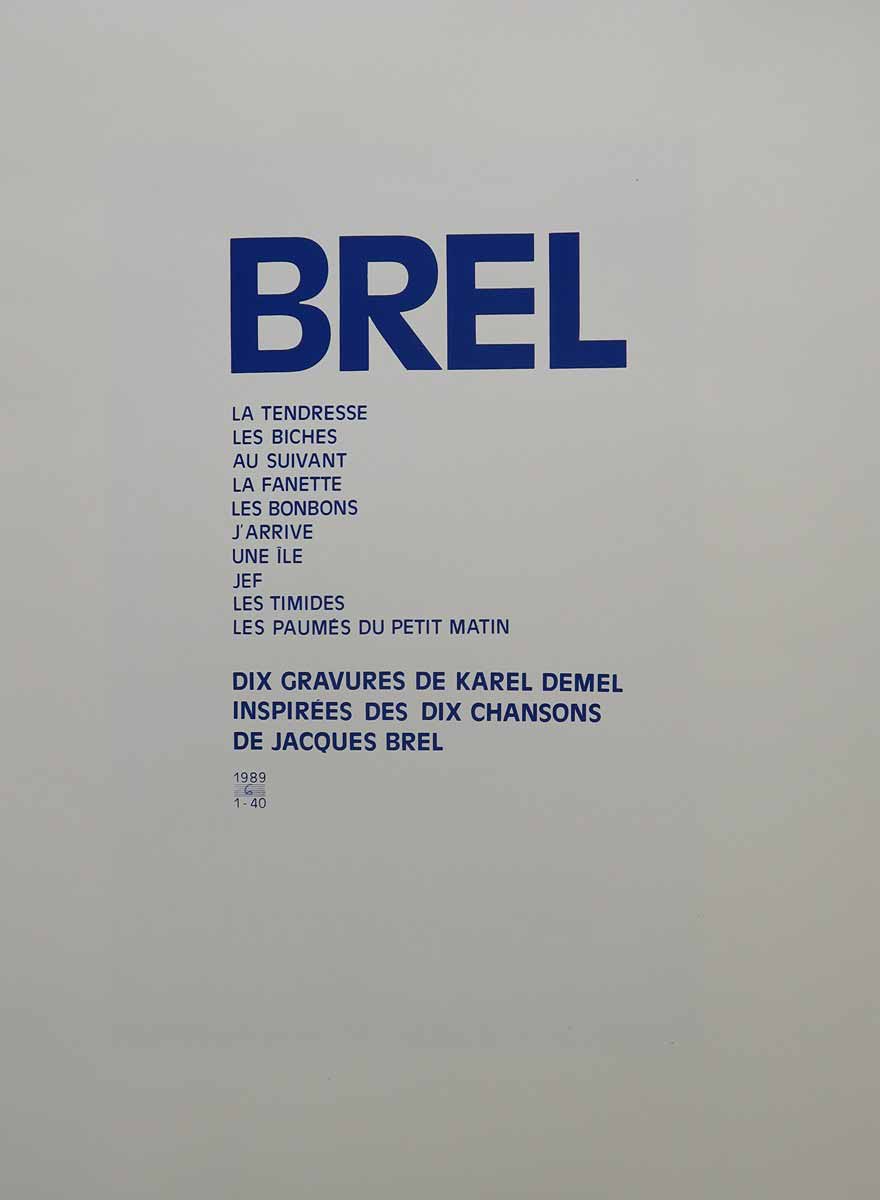 BREL
LA TENDRESSE
LES BICHES
AU SUIVANT
LA FANETTE
LES BONBONS
J'ARRIVE
UNE ÎLE
JEF
LES TIMIDES
LES PAUMÉS DU PETIT MATIN
DIX GRAVURES DE KAREL DEMEL
INSPIRÉES DES DIX CHANSONS
DE JACQUES BREL
1989
6
1-40